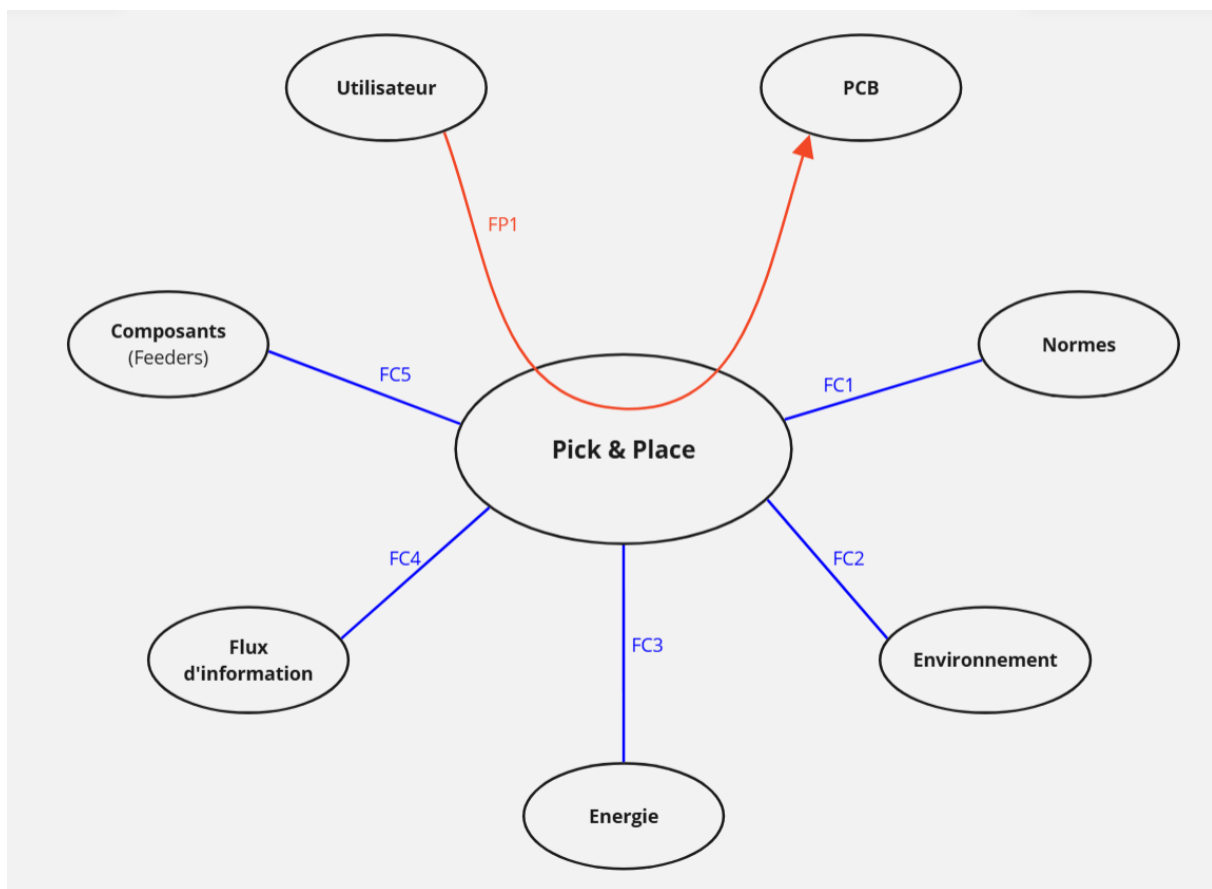 Utilisateur
PCB
FP1
Composants
(Feeders)
Normes
FC5
FC1
Pick & Place
FC4
FC2
Flux
d'information
FC3
Environnement
Energie